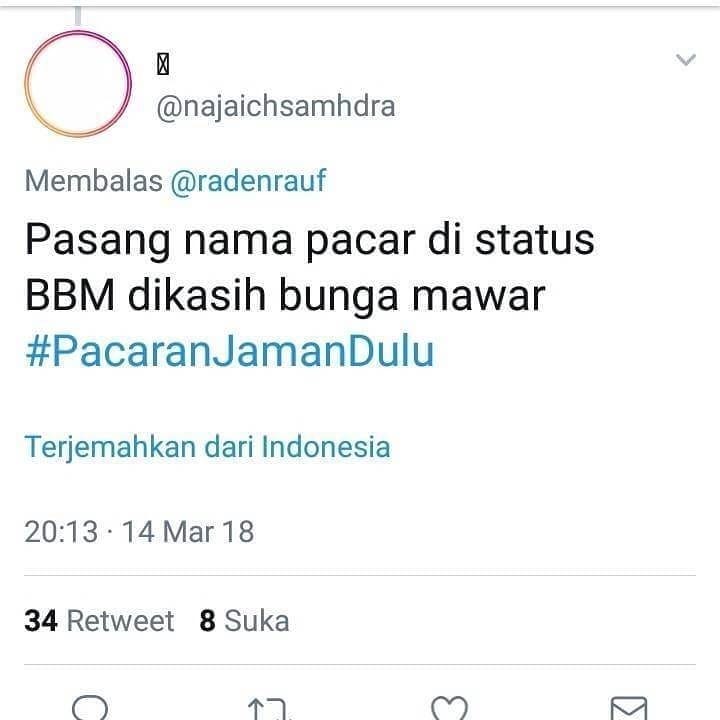 @najaichsamhdra
Membalas @radenrauf
Pasang nama pacar di status
BBM dikasih bunga mawar
#PacaranJamanDulu
Terjemahkan dari Indonesia
20:13 · 14 Mar 18
34 Retweet 8 Suka